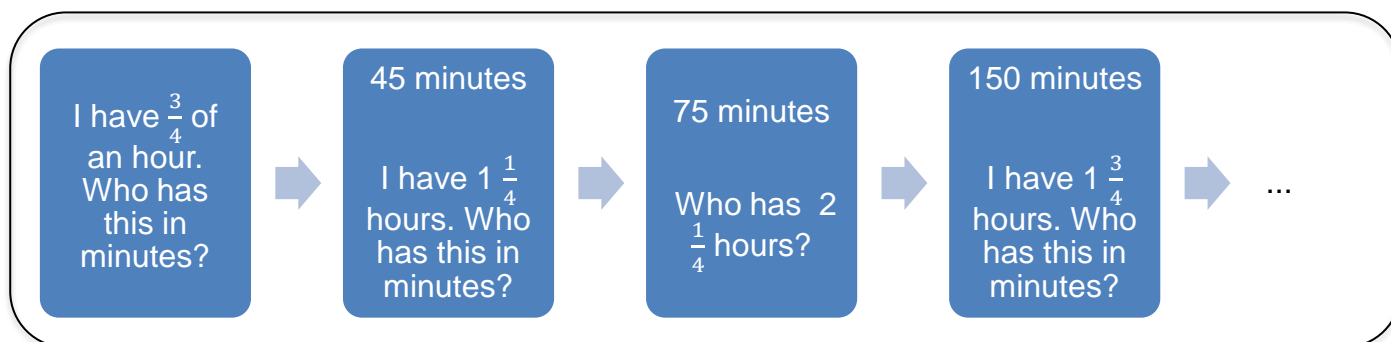 I have 3/4 of
an hour.
Who has
this in
minutes?
45 minutes
I have 1 1/4
hours. Who
has this in
minutes?
75 minutes
Who has 2
1/4 hours?
150 minutes
I have 1 3/4
hours. Who
has this in
minutes?
...